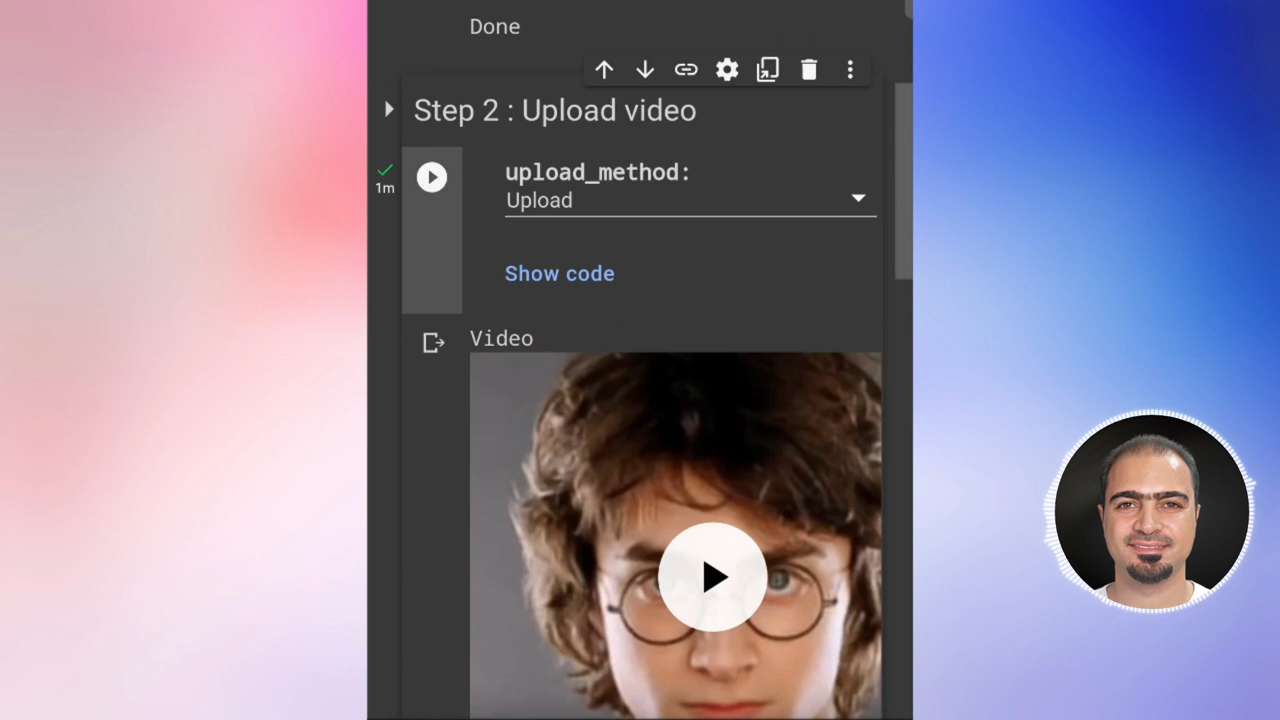 Done
Step 2 : Upload video
1m
upload_method:
Upload
Show code
Video